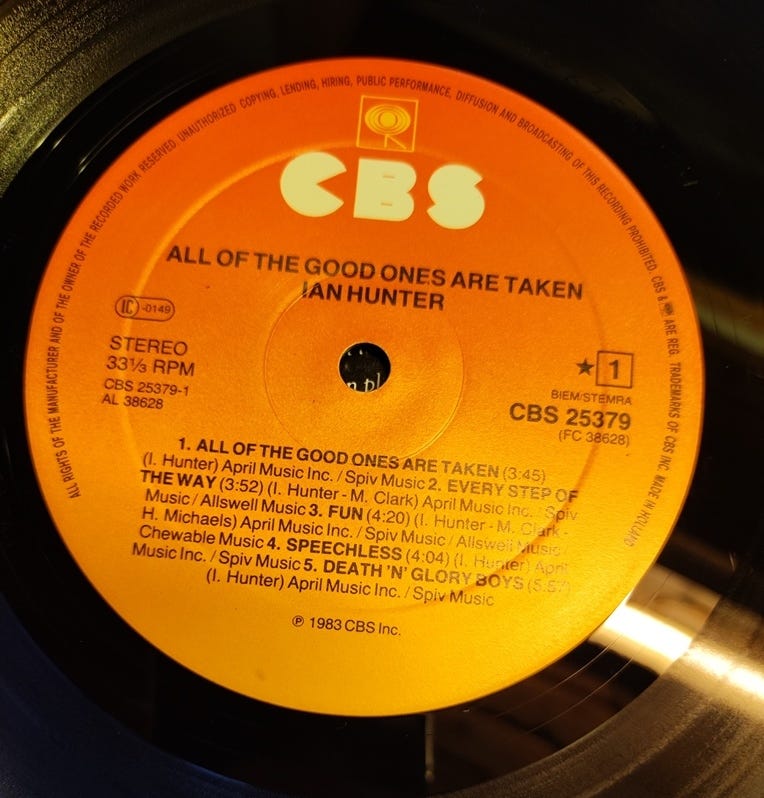 ALL RIGHTS OF THE MANUFACTURER AND OF THE OWNER OF THE RECORDED WORK RESERVED. UNAUTHORIZED COPYING, LENDING, HIRING, PUBLIC PERFORMANCE, DIFFUSION AND BROADCASTING OF THIS RECORDING PROHIBITED. CBS & ARE REG. TRADEMARKS OF CBS INC. MADE IN HOLLAND
CBS
ALL OF THE GOOD ONES ARE TAKEN
IAN HUNTER
IC -0149
STEREO
33⅓ RPM
CBS 25379-1
AL 38628
★ 1
BIEM/STEMRA
CBS 25379
(FC 38628)
1. ALL OF THE GOOD ONES ARE TAKEN (3:45)
(I. Hunter) April Music Inc. / Spiv Music 2. EVERY STEP OF
THE WAY (3:52) (I. Hunter - M. Clark) April Music Inc. / Spiv
Music / Allswell Music 3. FUN (4:20) (I. Hunter - M. Clark -
H. Michaels) April Music Inc. / Spiv Music / Allswell Music /
Chewable Music 4. SPEECHLESS (4:04) (I. Hunter) April
Music Inc. / Spiv Music 5. DEATH 'N' GLORY BOYS (5:57)
(I. Hunter) April Music Inc. / Spiv Music
℗ 1983 CBS Inc.